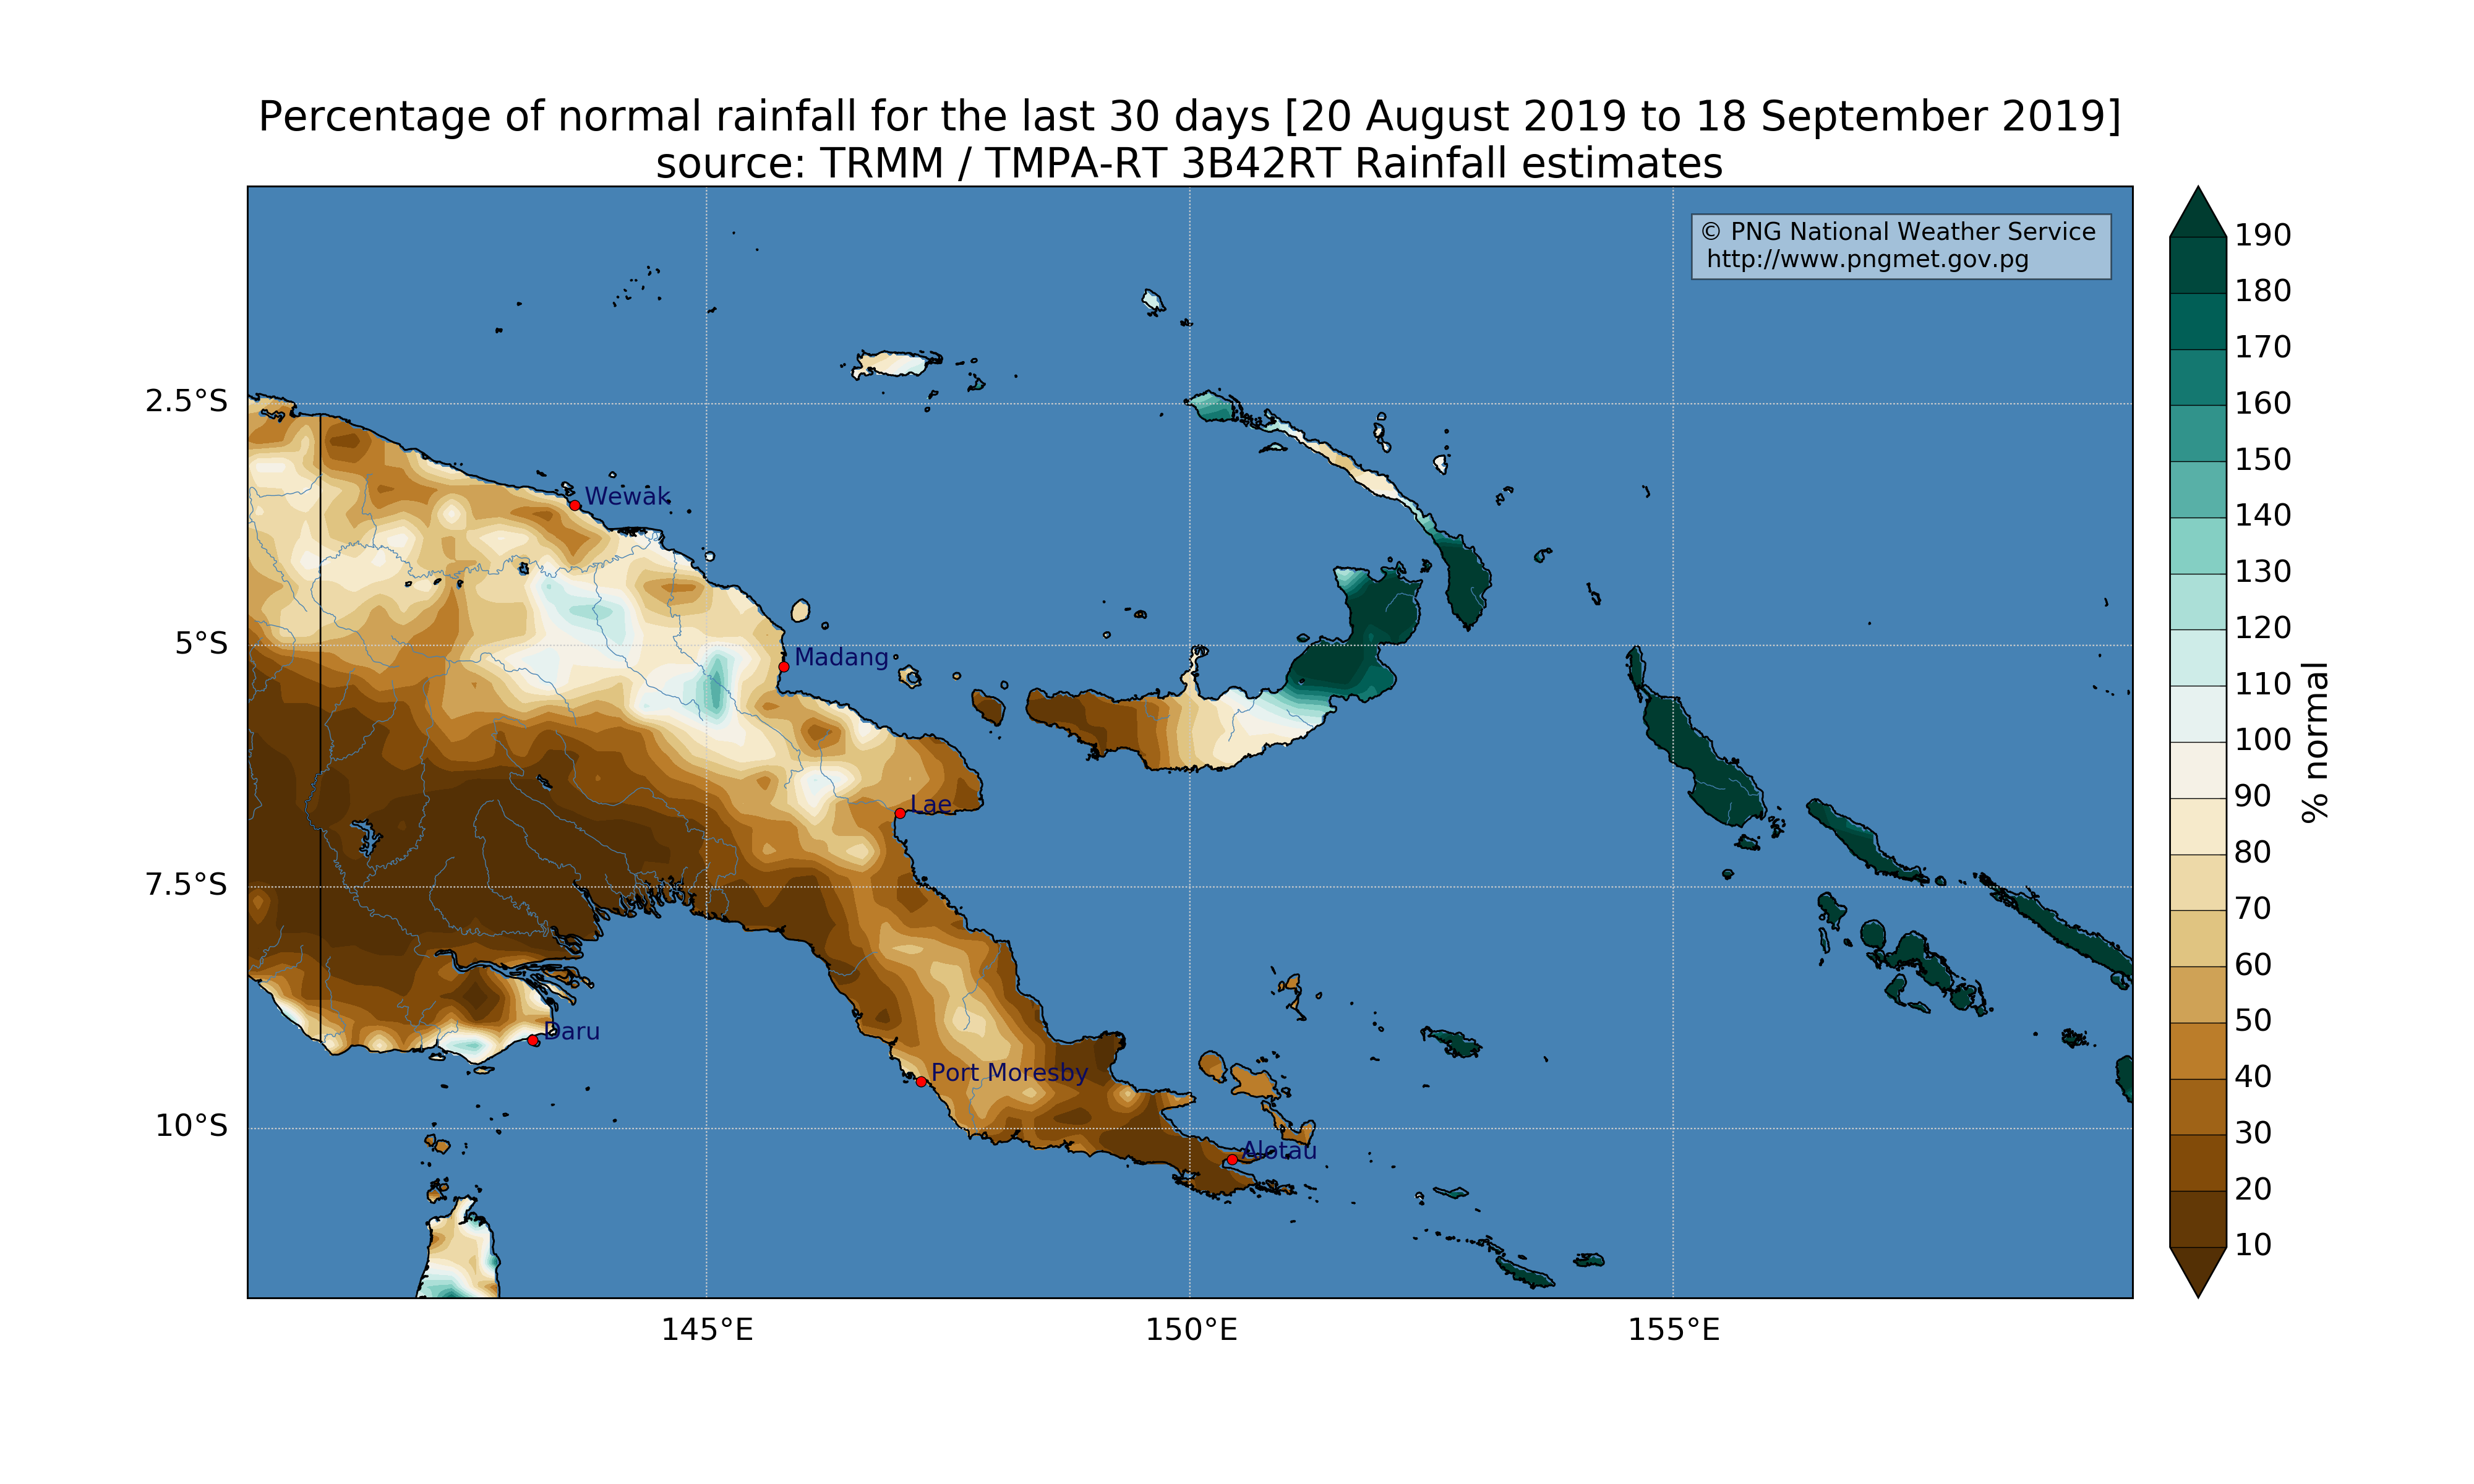 Percentage of normal rainfall for the last 30 days [20 August 2019 to 18 September 2019]
source: TRMM / TMPA-RT 3B42RT Rainfall estimates
© PNG National Weather Service
http://www.pngmet.gov.pg
190
180
170
160
150
140
130
120
110
100
90
80
70
60
50
40
30
20
10
% normal
2.5°S
5°S
7.5°S
10°S
Wewak
Madang
Lae
Daru
Port Moresby
Alotau
145°E
150°E
155°E